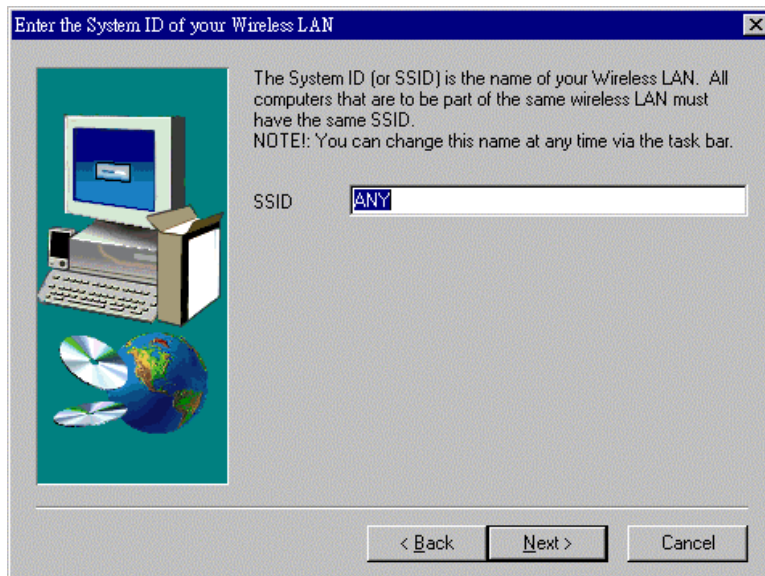 Enter the System ID of your Wireless LAN
The System ID (or SSID) is the name of your Wireless LAN. All
computers that are to be part of the same wireless LAN must
have the same SSID.
NOTE!: You can change this name at any time via the task bar.
SSID
ANY
< Back
Next >
Cancel